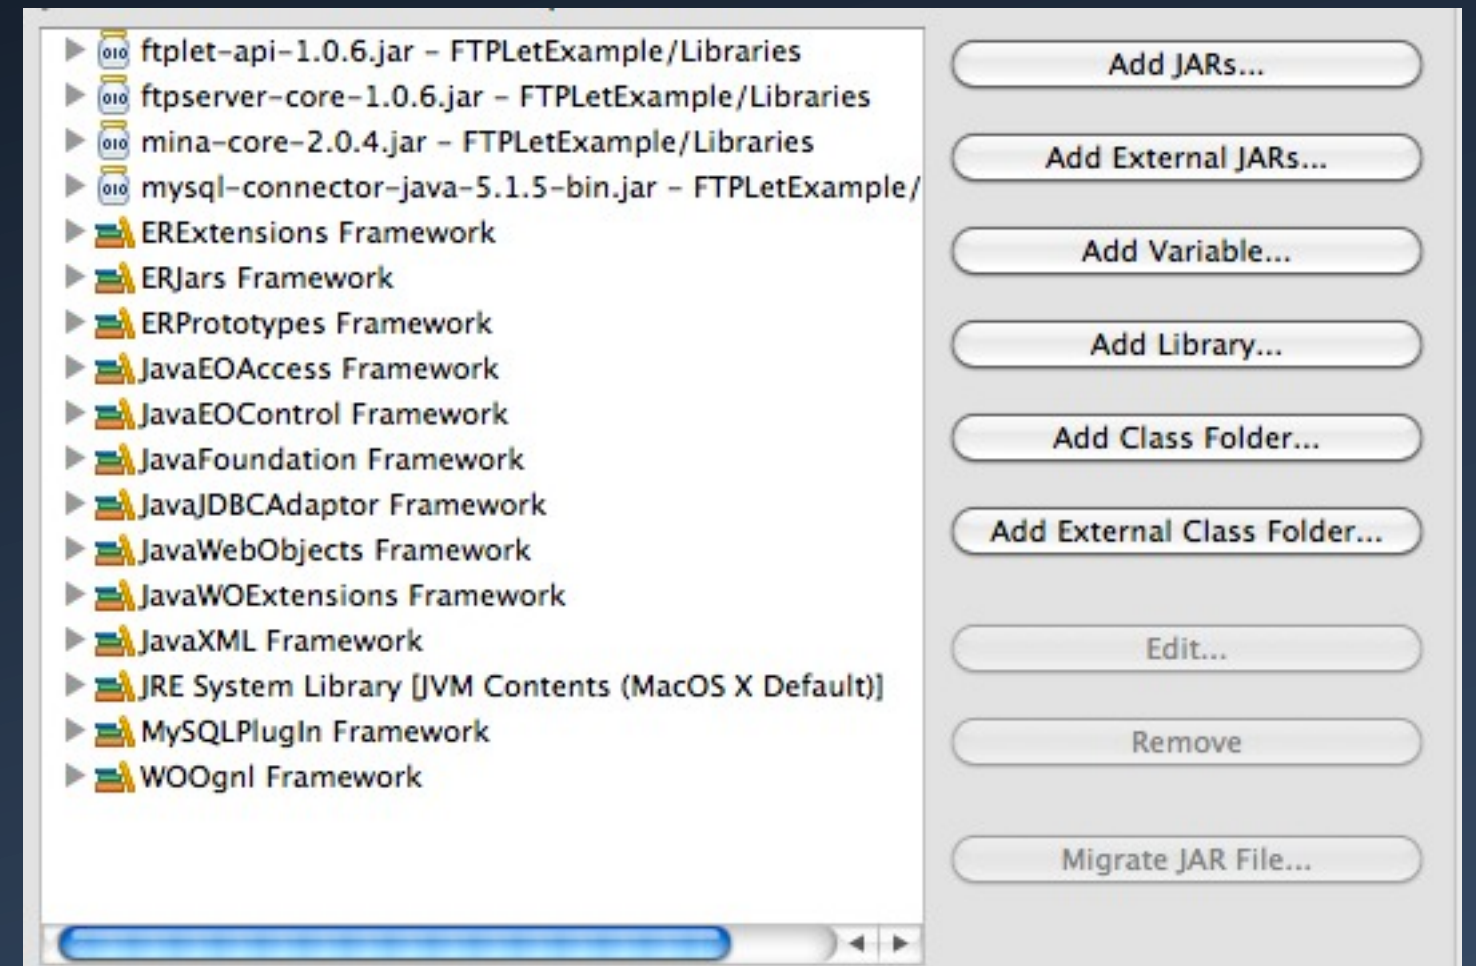 ftplet-api-1.0.6.jar – FTPLetExample/Libraries
ftpserver-core-1.0.6.jar – FTPLetExample/Libraries
mina-core-2.0.4.jar – FTPLetExample/Libraries
mysql-connector-java-5.1.5-bin.jar – FTPLetExample/
ERExtensions Framework
ERJars Framework
ERPrototypes Framework
JavaEOAccess Framework
JavaEOControl Framework
JavaFoundation Framework
JavaJDBCAdaptor Framework
JavaWebObjects Framework
JavaWOExtensions Framework
JavaXML Framework
JRE System Library [JVM Contents (MacOS X Default)]
MySQLPlugIn Framework
WOOgnl Framework
Add JARs...
Add External JARs...
Add Variable...
Add Library...
Add Class Folder...
Add External Class Folder...
Edit...
Remove
Migrate JAR File...